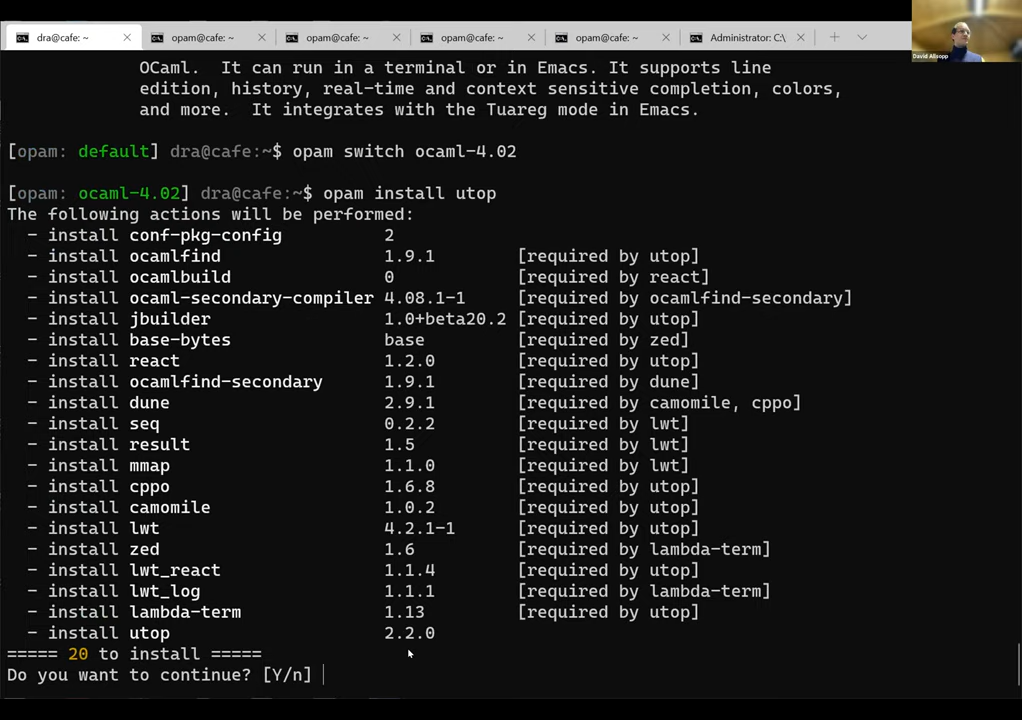 dra@cafe: ~ opam@cafe: ~ opam@cafe: ~ opam@cafe: ~ opam@cafe: ~ Administrator: C:\
David Allsopp
OCaml.  It can run in a terminal or in Emacs. It supports line
edition, history, real-time and context sensitive completion, colors,
and more.  It integrates with the Tuareg mode in Emacs.
[opam: default] dra@cafe:~$ opam switch ocaml-4.02
[opam: ocaml-4.02] dra@cafe:~$ opam install utop
The following actions will be performed:
– install conf-pkg-config 2
– install ocamlfind 1.9.1 [required by utop]
– install ocamlbuild 0 [required by react]
– install ocaml-secondary-compiler 4.08.1-1 [required by ocamlfind-secondary]
– install jbuilder 1.0+beta20.2 [required by utop]
– install base-bytes base [required by zed]
– install react 1.2.0 [required by utop]
– install ocamlfind-secondary 1.9.1 [required by dune]
– install dune 2.9.1 [required by camomile, cppo]
– install seq 0.2.2 [required by lwt]
– install result 1.5 [required by lwt]
– install mmap 1.1.0 [required by lwt]
– install cppo 1.6.8 [required by utop]
– install camomile 1.0.2 [required by utop]
– install lwt 4.2.1-1 [required by utop]
– install zed 1.6 [required by lambda-term]
– install lwt_react 1.1.4 [required by utop]
– install lwt_log 1.1.1 [required by lambda-term]
– install lambda-term 1.13 [required by utop]
– install utop 2.2.0
===== 20 to install =====
Do you want to continue? [Y/n]